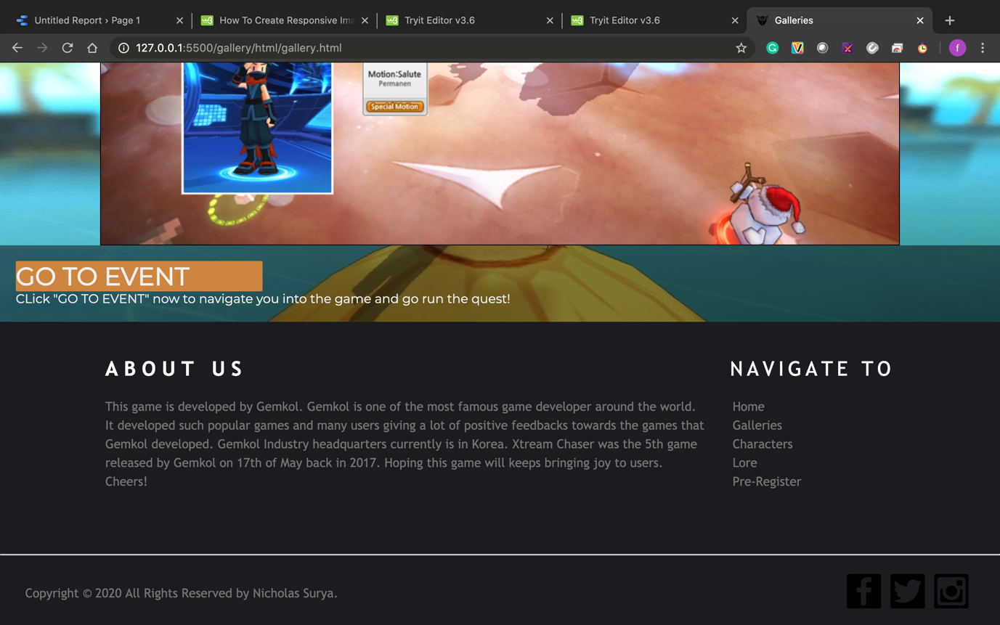 Untitled Report › Page 1
How To Create Responsive Ima
Tryit Editor v3.6
Tryit Editor v3.6
Galleries
127.0.0.1:5500/gallery/html/gallery.html
f
Motion:Salute
Permanen
Special Motion
GO TO EVENT
CLick "GO TO EVENT" now to navigate you into the game and go run the quest!
ABOUT US
This game is developed by Gemkol. Gemkol is one of the most famous game developer around the world.
It developed such popular games and many users giving a lot of positive feedbacks towards the games that
Gemkol developed. Gemkol Industry headquarters currently is in Korea. Xtream Chaser was the 5th game
released by Gemkol on 17th of May back in 2017. Hoping this game will keeps bringing joy to users.
Cheers!
NAVIGATE TO
Home
Galleries
Characters
Lore
Pre-Register
Copyright © 2020 All Rights Reserved by Nicholas Surya.